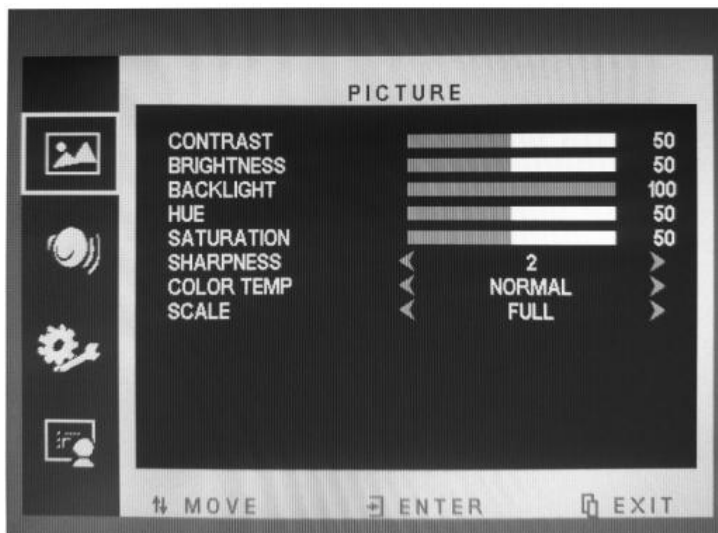 PICTURE
CONTRAST 50
BRIGHTNESS 50
BACKLIGHT 100
HUE 50
SATURATION 50
SHARPNESS 2
COLOR TEMP NORMAL
SCALE FULL
MOVE ENTER EXIT